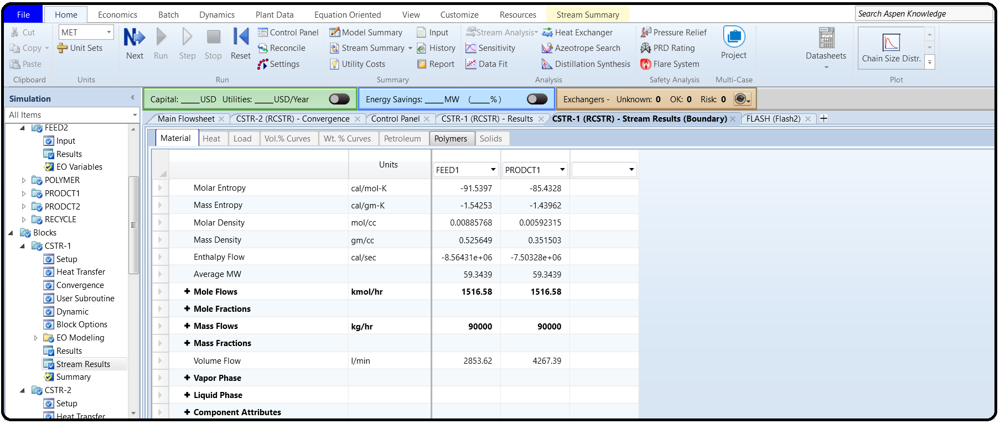 File Home Economics Batch Dynamics Plant Data Equation Oriented View Customize Resources Stream Summary Search Aspen Knowledge
Cut MET Control Panel Model Summary Input Stream Analysis Heat Exchanger Pressure Relief
Copy Unit Sets Reconcile Stream Summary History Sensitivity Azeotrope Search PRD Rating
Next Run Step Stop Reset Project Datasheets Chain Size Distr.
Paste Settings Utility Costs Report Data Fit Distillation Synthesis Flare System
Clipboard Units Run Summary Analysis Safety Analysis Multi-Case Plot
Simulation
Capital: _____USD Utilities: _____USD/Year Energy Savings: _____MW (_____%) Exchangers - Unknown: 0 OK: 0 Risk: 0
All Items
Main Flowsheet CSTR-2 (RCSTR) - Convergence Control Panel CSTR-1 (RCSTR) - Results CSTR-1 (RCSTR) - Stream Results (Boundary) FLASH (Flash2)
FEED2
Input
Results
EO Variables
POLYMER
PRODCT1
PRODCT2
RECYCLE
Blocks
CSTR-1
Setup
Heat Transfer
Convergence
User Subroutine
Dynamic
Block Options
EO Modeling
Results
Stream Results
Summary
CSTR-2
Setup
Heat Transfer
Material Heat Load Vol.% Curves Wt. % Curves Petroleum Polymers Solids
Units FEED1 PRODCT1
Molar Entropy cal/mol-K -91.5397 -85.4328
Mass Entropy cal/gm-K -1.54253 -1.43962
Molar Density mol/cc 0.00885768 0.00592315
Mass Density gm/cc 0.525649 0.351503
Enthalpy Flow cal/sec -8.56431e+06 -7.50328e+06
Average MW 59.3439 59.3439
+ Mole Flows kmol/hr 1516.58 1516.58
+ Mole Fractions
+ Mass Flows kg/hr 90000 90000
+ Mass Fractions
Volume Flow l/min 2853.62 4267.39
+ Vapor Phase
+ Liquid Phase
+ Component Attributes